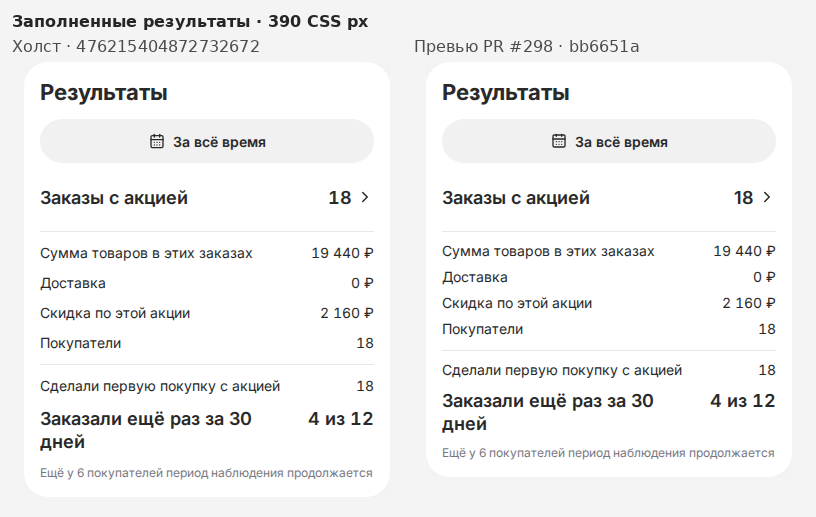 Заполненные результаты · 390 CSS px
Холст · 476215404872732672
Превью PR #298 · bb6651a
Результаты
За всё время
Заказы с акцией 18
Сумма товаров в этих заказах 19 440 ₽
Доставка 0 ₽
Скидка по этой акции 2 160 ₽
Покупатели 18
Сделали первую покупку с акцией 18
Заказали ещё раз за 30 4 из 12
дней
Ещё у 6 покупателей период наблюдения продолжается
Результаты
За всё время
Заказы с акцией 18
Сумма товаров в этих заказах 19 440 ₽
Доставка 0 ₽
Скидка по этой акции 2 160 ₽
Покупатели 18
Сделали первую покупку с акцией 18
Заказали ещё раз за 30 4 из 12
дней
Ещё у 6 покупателей период наблюдения продолжается